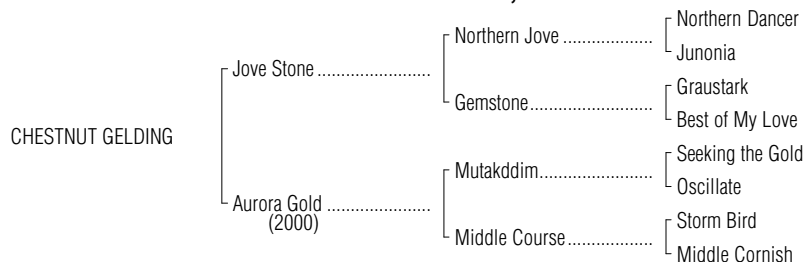 Northern Dancer
Northern Jove ....................
Junonia
Jove Stone .........................
Graustark
Gemstone...........................
Best of My Love
CHESTNUT GELDING
Seeking the Gold
Mutakddim.........................
Oscillate
Aurora Gold .......................
(2000)
Storm Bird
Middle Course...................
Middle Cornish